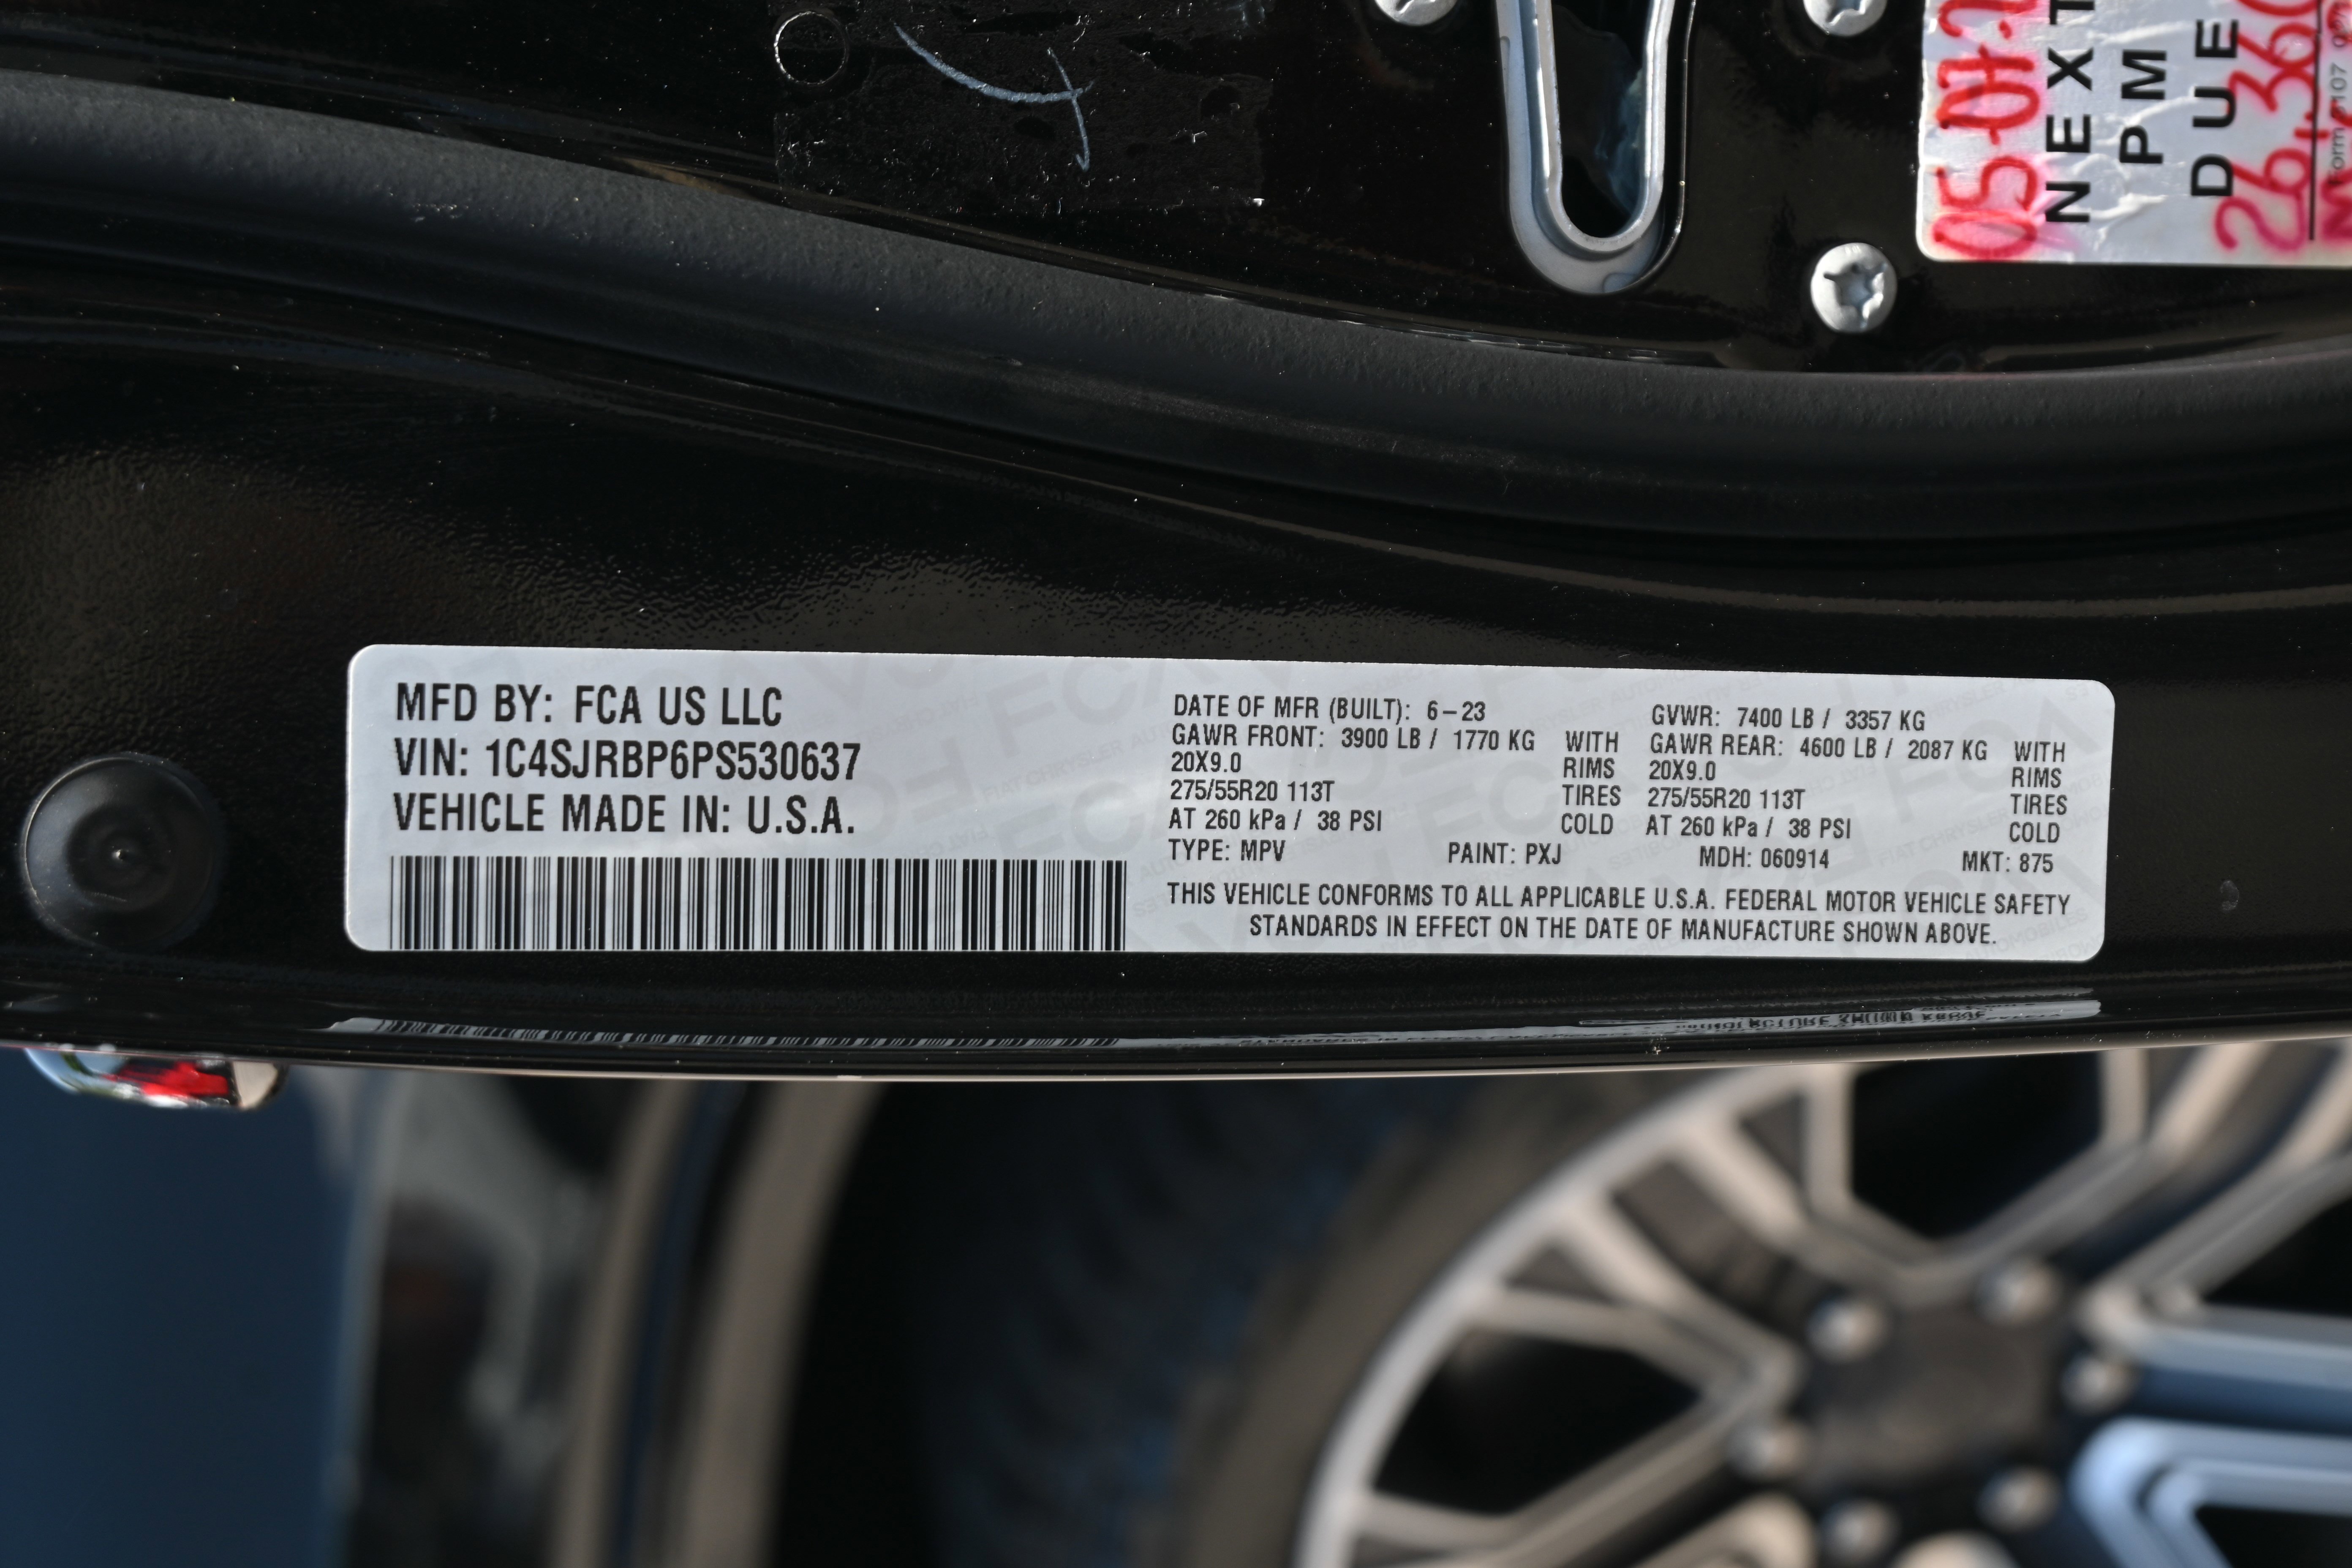 NEXT
PM
DUE
MFD BY: FCA US LLC
VIN: 1C4SJRBP6PS530637
VEHICLE MADE IN: U.S.A.
DATE OF MFR (BUILT): 6-23 GVWR: 7400 LB / 3357 KG
GAWR FRONT: 3900 LB / 1770 KG WITH GAWR REAR: 4600 LB / 2087 KG WITH
20X9.0 RIMS 20X9.0 RIMS
275/55R20 113T TIRES 275/55R20 113T TIRES
AT 260 kPa / 38 PSI COLD AT 260 kPa / 38 PSI COLD
TYPE: MPV PAINT: PXJ MDH: 060914 MKT: 875
THIS VEHICLE CONFORMS TO ALL APPLICABLE U.S.A. FEDERAL MOTOR VEHICLE SAFETY
STANDARDS IN EFFECT ON THE DATE OF MANUFACTURE SHOWN ABOVE.